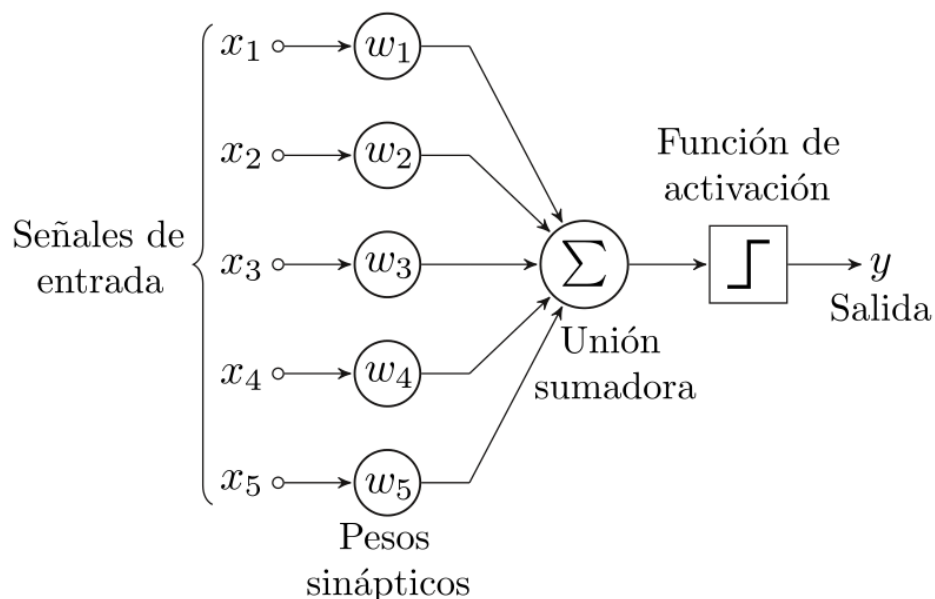 Señales de
entrada
x₁
x₂
x₃
x₄
x₅
w₁
w₂
w₃
w₄
w₅
Pesos
sinápticos
Σ
Unión
sumadora
Función de
activación
y
Salida